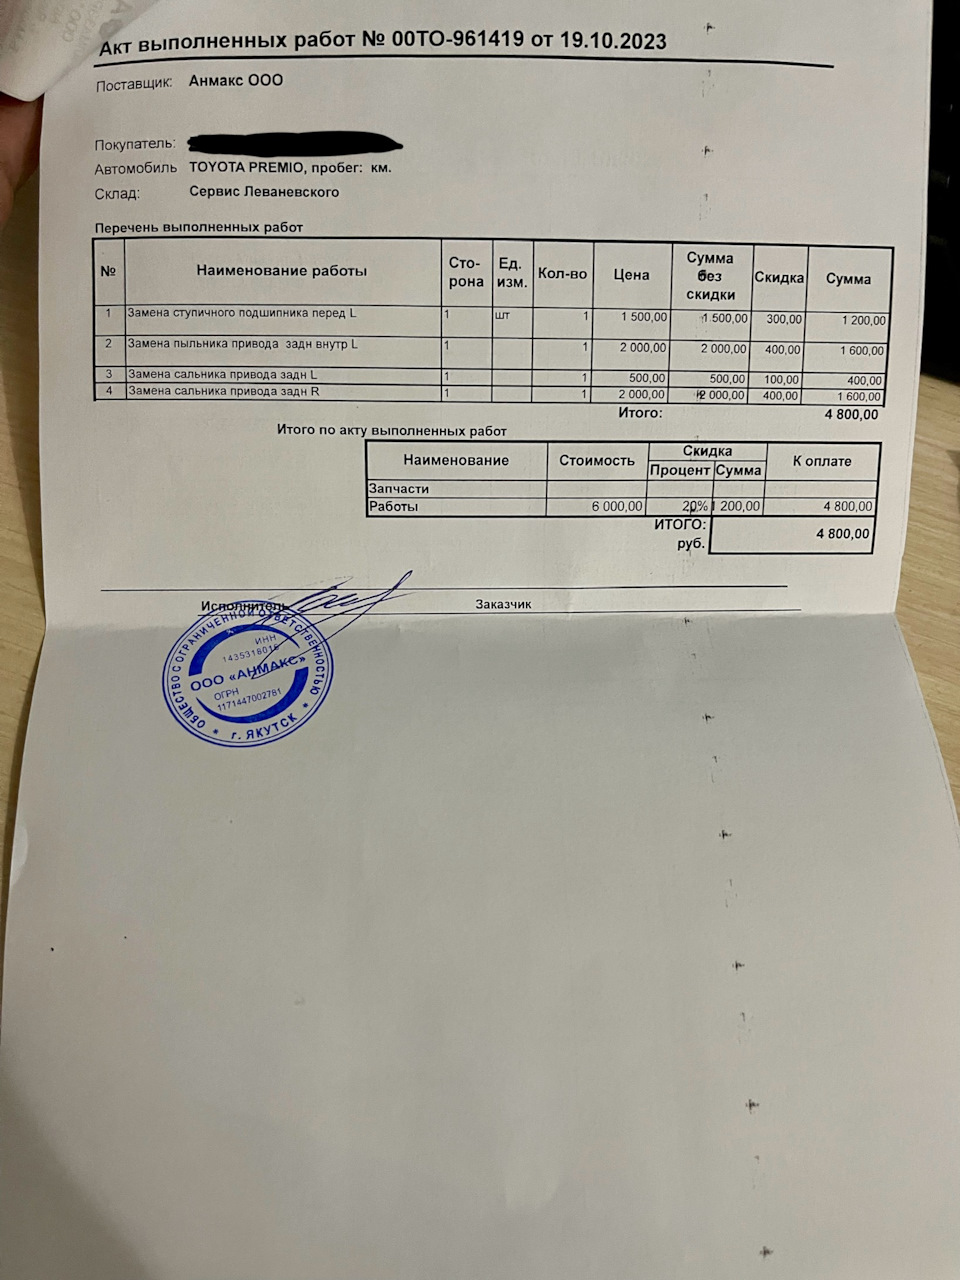 Акт выполненных работ № 00ТО-961419 от 19.10.2023
Поставщик: Анмакс ООО
Покупатель:
Автомобиль TOYOTA PREMIO, пробег: км.
Склад: Сервис Леваневского
Перечень выполненных работ
№ Наименование работы Сто-рона Ед. изм. Кол-во Цена Сумма без скидки Скидка Сумма
1 Замена ступичного подшипника перед L 1 шт 1 1 500,00 1 500,00 300,00 1 200,00
2 Замена пыльника привода задн внутр L 1 1 2 000,00 2 000,00 400,00 1 600,00
3 Замена сальника привода задн L 1 1 500,00 500,00 100,00 400,00
4 Замена сальника привода задн R 1 1 2 000,00 2 000,00 400,00 1 600,00
Итого: 4 800,00
Итого по акту выполненных работ
Наименование Стоимость Скидка К оплате
Процент Сумма
Запчасти
Работы 6 000,00 20% 1 200,00 4 800,00
ИТОГО: 4 800,00
руб.
Исполнитель Заказчик
ОБЩЕСТВО С ОГРАНИЧЕННОЙ ОТВЕТСТВЕННОСТЬЮ
ИНН
1435318016
ООО «АНМАКС»
ОГРН
1171447002781
* г. ЯКУТСК *